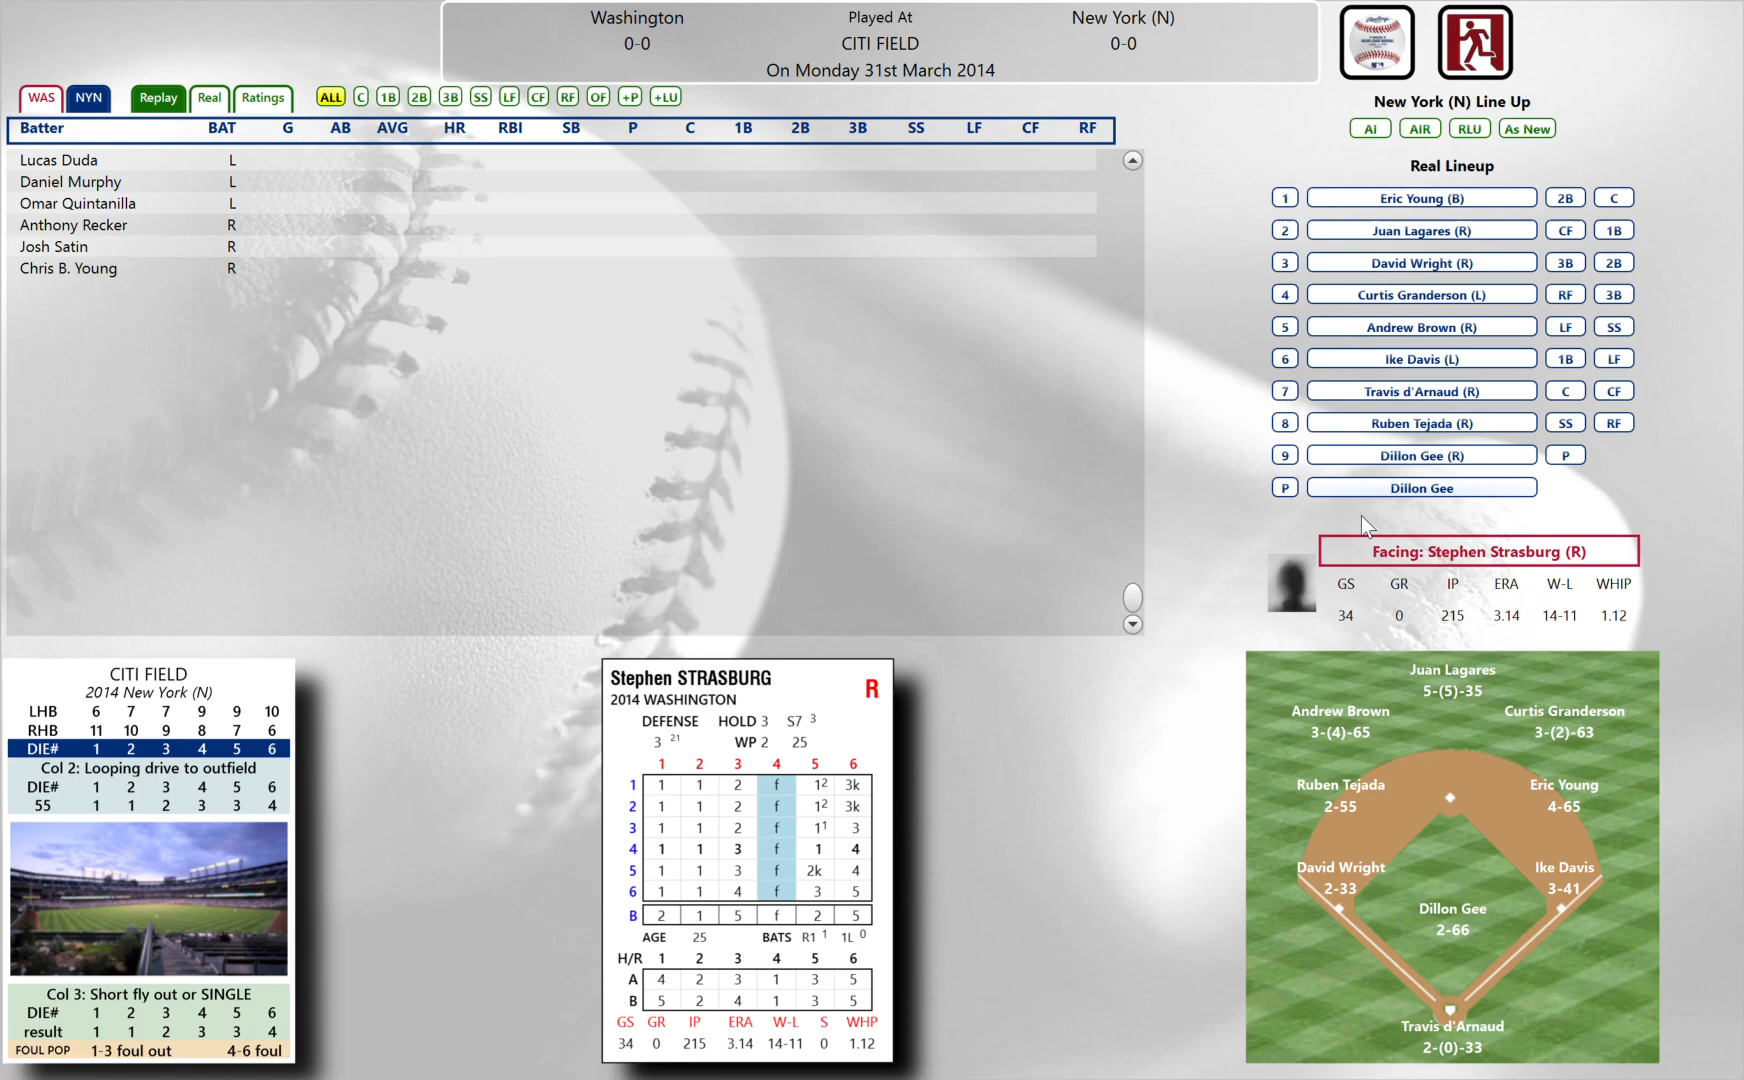 Washington Played At New York (N)
0-0 CITI FIELD 0-0
On Monday 31st March 2014
WAS NYN Replay Real Ratings ALL C 1B 2B 3B SS LF CF RF OF +P +LU
Batter BAT G AB AVG HR RBI SB P C 1B 2B 3B SS LF CF RF
Lucas Duda L
Daniel Murphy L
Omar Quintanilla L
Anthony Recker R
Josh Satin R
Chris B. Young R
Rawlings
New York (N) Line Up
AI AIR RLU As New
Real Lineup
1 Eric Young (B) 2B C
2 Juan Lagares (R) CF 1B
3 David Wright (R) 3B 2B
4 Curtis Granderson (L) RF 3B
5 Andrew Brown (R) LF SS
6 Ike Davis (L) 1B LF
7 Travis d'Arnaud (R) C CF
8 Ruben Tejada (R) SS RF
9 Dillon Gee (R) P
P Dillon Gee
Facing: Stephen Strasburg (R)
GS GR IP ERA W-L WHIP
34 0 215 3.14 14-11 1.12
CITI FIELD
2014 New York (N)
LHB 6 7 7 9 9 10
RHB 11 10 9 8 7 6
DIE# 1 2 3 4 5 6
Col 2: Looping drive to outfield
DIE# 1 2 3 4 5 6
55 1 1 2 3 3 4
Col 3: Short fly out or SINGLE
DIE# 1 2 3 4 5 6
result 1 1 2 3 3 4
FOUL POP 1-3 foul out 4-6 foul
Stephen STRASBURG
2014 WASHINGTON R
DEFENSE HOLD 3 S7 3
3 21 WP 2 25
1 2 3 4 5 6
1 1 1 2 f 12 3k
2 1 1 2 f 12 3k
3 1 1 2 f 11 3
4 1 1 3 f 1 4
5 1 1 3 f 2k 4
6 1 1 4 f 3 5
B 2 1 5 f 2 5
AGE 25 BATS R1 1 1L 0
H/R 1 2 3 4 5 6
A 4 2 3 1 3 5
B 5 2 4 1 3 5
GS GR IP ERA W-L S WHP
34 0 215 3.14 14-11 0 1.12
Juan Lagares
5-(5)-35
Andrew Brown Curtis Granderson
3-(4)-65 3-(2)-63
Ruben Tejada Eric Young
2-55 4-65
David Wright Ike Davis
2-33 3-41
Dillon Gee
2-66
Travis d'Arnaud
2-(0)-33